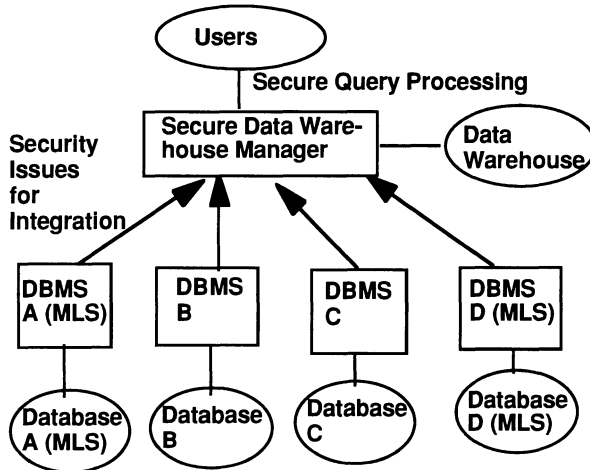 Users
Secure Query Processing
Secure Data Ware-
house Manager
Data
Warehouse
Security
Issues
for
Integration
DBMS
A (MLS)
DBMS
B
DBMS
C
DBMS
D (MLS)
Database
A (MLS)
Database
B
Database
C
Database
D (MLS)